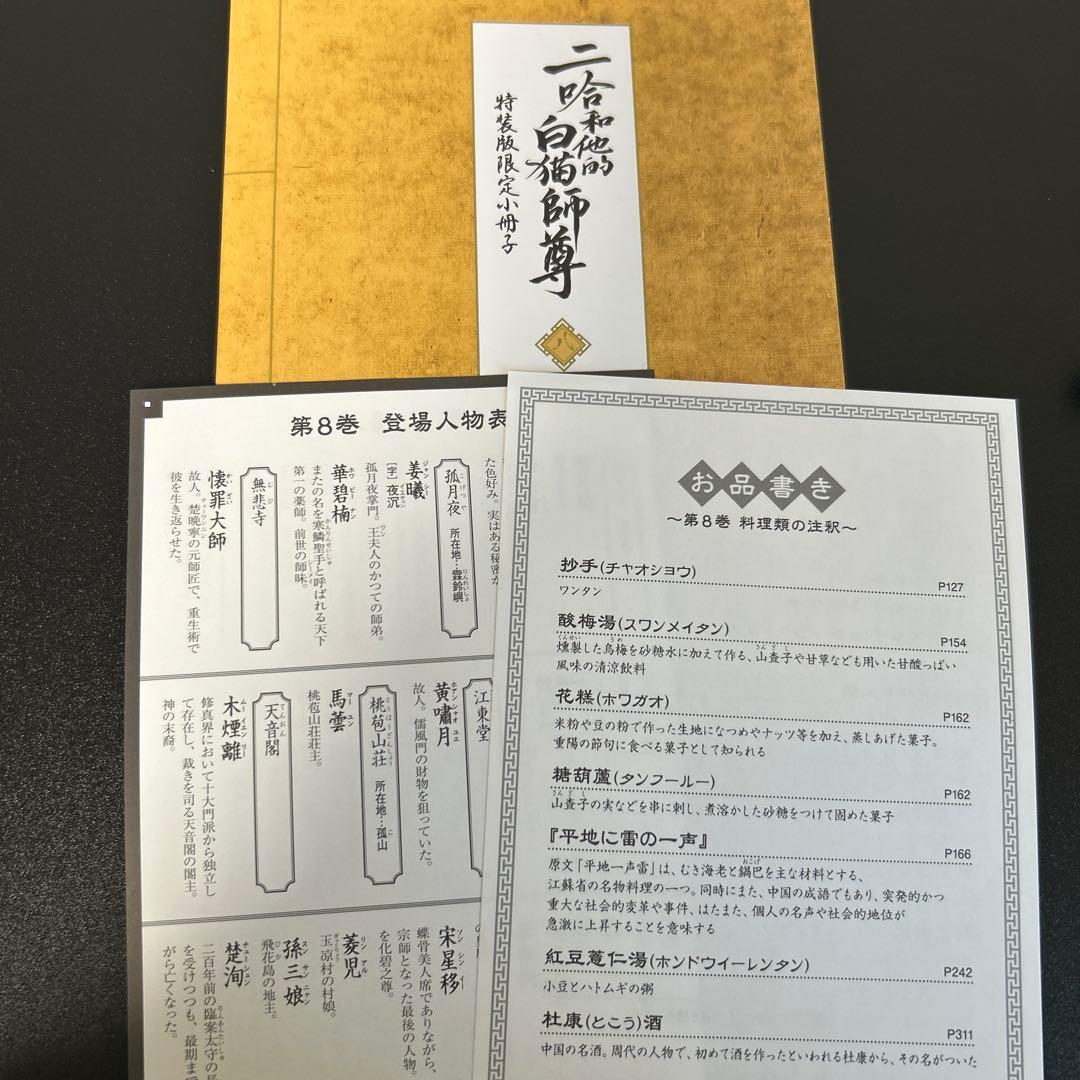 二哈和他的白猫師尊
特装版限定小冊子
八
第8巻 登場人物表
た色好み。実はある秘密が
孤月夜 所在地…霖鈴嶼
姜曦
[字]夜沉
孤月夜掌門。王夫人のかつての師弟。
華碧楠
またの名を寒鱗聖手と呼ばれる天下
第一の薬師。前世の師昧。
無悲寺
懐罪大師
故人。楚晩寧の元師匠で、重生術で
彼を生き返らせた。
江東堂
黄嘯月
故人。儒風門の財物を狙っていた。
桃苞山荘 所在地…孤山
馬雲
桃苞山荘荘主。
天音閣
木煙離
修真界において十大門派から独立し
て存在し、裁きを司る天音閣の閣主。
神の末裔。
宋星移
蝶骨美人席でありながら、
宗師となった最後の人物。
を化碧之尊。
菱児
玉凉村の村娘。
孫三娘
飛花島の地主。
楚洵
二百年前の臨安太守の
を受けつつも、最期まで
がら亡くなった。
お品書き
～第8巻 料理類の注釈～
抄手(チャオショウ) P127
ワンタン
酸梅湯(スワンメイタン) P154
燻製した烏梅を砂糖水に加えて作る、山査子や甘草なども用いた甘酸っぱい
風味の清涼飲料
花糕(ホワガオ) P162
米粉や豆の粉で作った生地になつめやナッツ等を加え、蒸しあげた菓子。
重陽の節句に食べる菓子として知られる
糖葫蘆(タンフールー) P162
山査子の実などを串に刺し、煮溶かした砂糖をつけて固めた菓子
『平地に雷の一声』 P166
原文「平地一声雷」は、むき海老と鍋巴を主な材料とする、
江蘇省の名物料理の一つ。同時にまた、中国の成語でもあり、突発的かつ
重大な社会的変革や事件、はたまた、個人の名声や社会的地位が
急激に上昇することを意味する
紅豆薏仁湯(ホンドウイーレンタン) P242
小豆とハトムギの粥
杜康(とこう)酒 P311
中国の名酒。周代の人物で、初めて酒を作ったといわれる杜康から、その名がついた